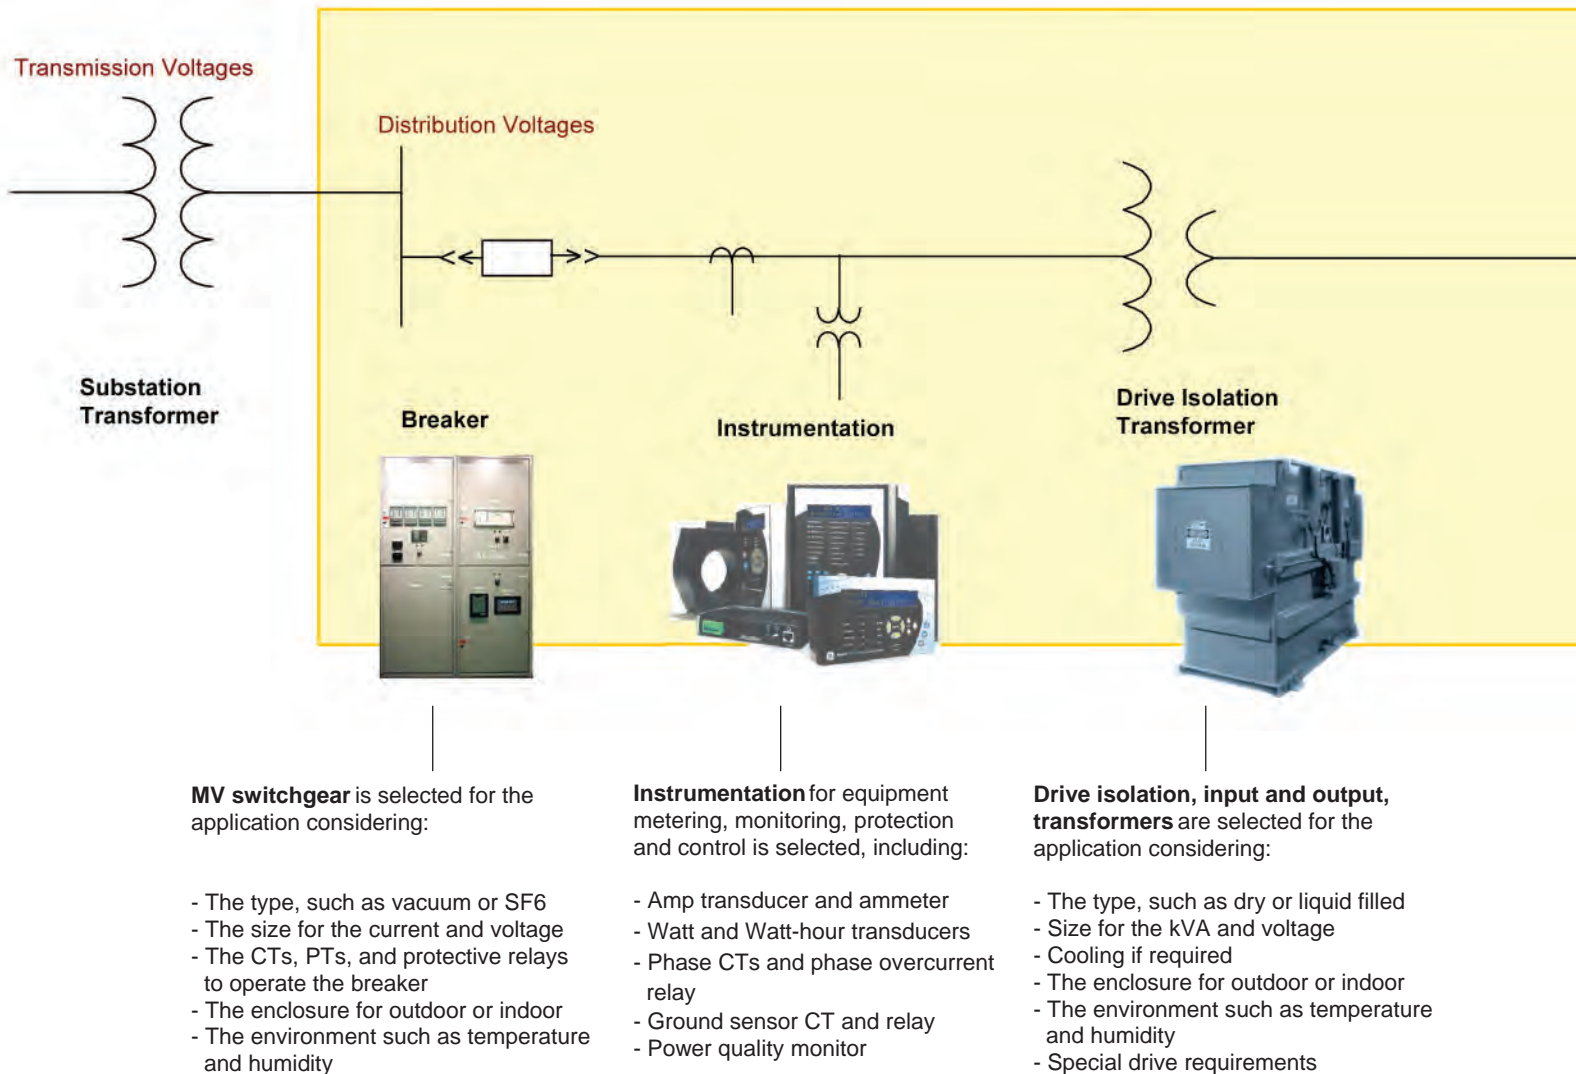 Transmission Voltages
Distribution Voltages
Substation
Transformer
Breaker
Instrumentation
Drive Isolation
Transformer
MV switchgear is selected for the
application considering:
- The type, such as vacuum or SF6
- The size for the current and voltage
- The CTs, PTs, and protective relays
to operate the breaker
- The enclosure for outdoor or indoor
- The environment such as temperature
and humidity
Instrumentation for equipment
metering, monitoring, protection
and control is selected, including:
- Amp transducer and ammeter
- Watt and Watt-hour transducers
- Phase CTs and phase overcurrent
relay
- Ground sensor CT and relay
- Power quality monitor
Drive isolation, input and output,
transformers are selected for the
application considering:
- The type, such as dry or liquid filled
- Size for the kVA and voltage
- Cooling if required
- The enclosure for outdoor or indoor
- The environment such as temperature
and humidity
- Special drive requirements